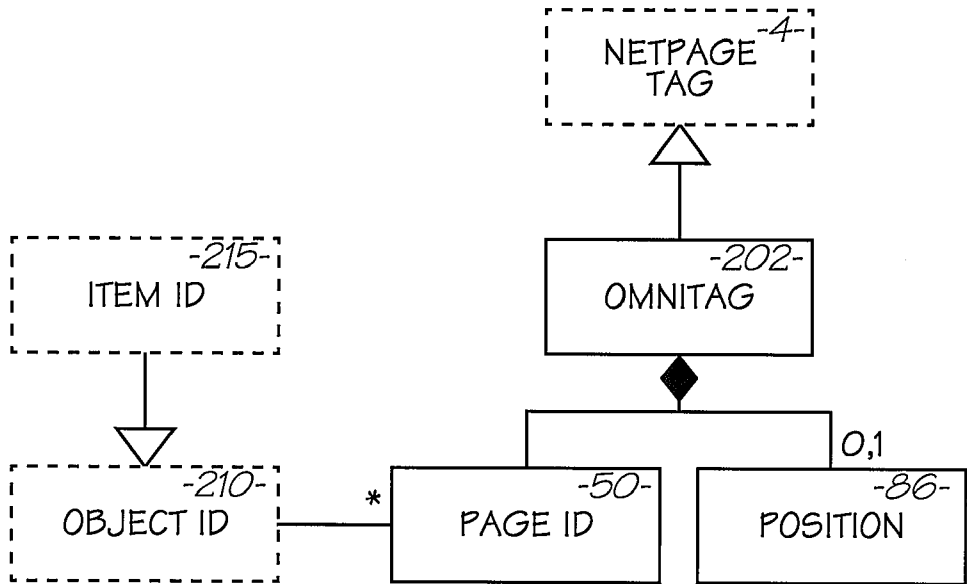 -4-
NETPAGE
TAG
-215-
ITEM ID
-202-
OMNITAG
0,1
-210-
OBJECT ID
*
-50-
PAGE ID
-86-
POSITION